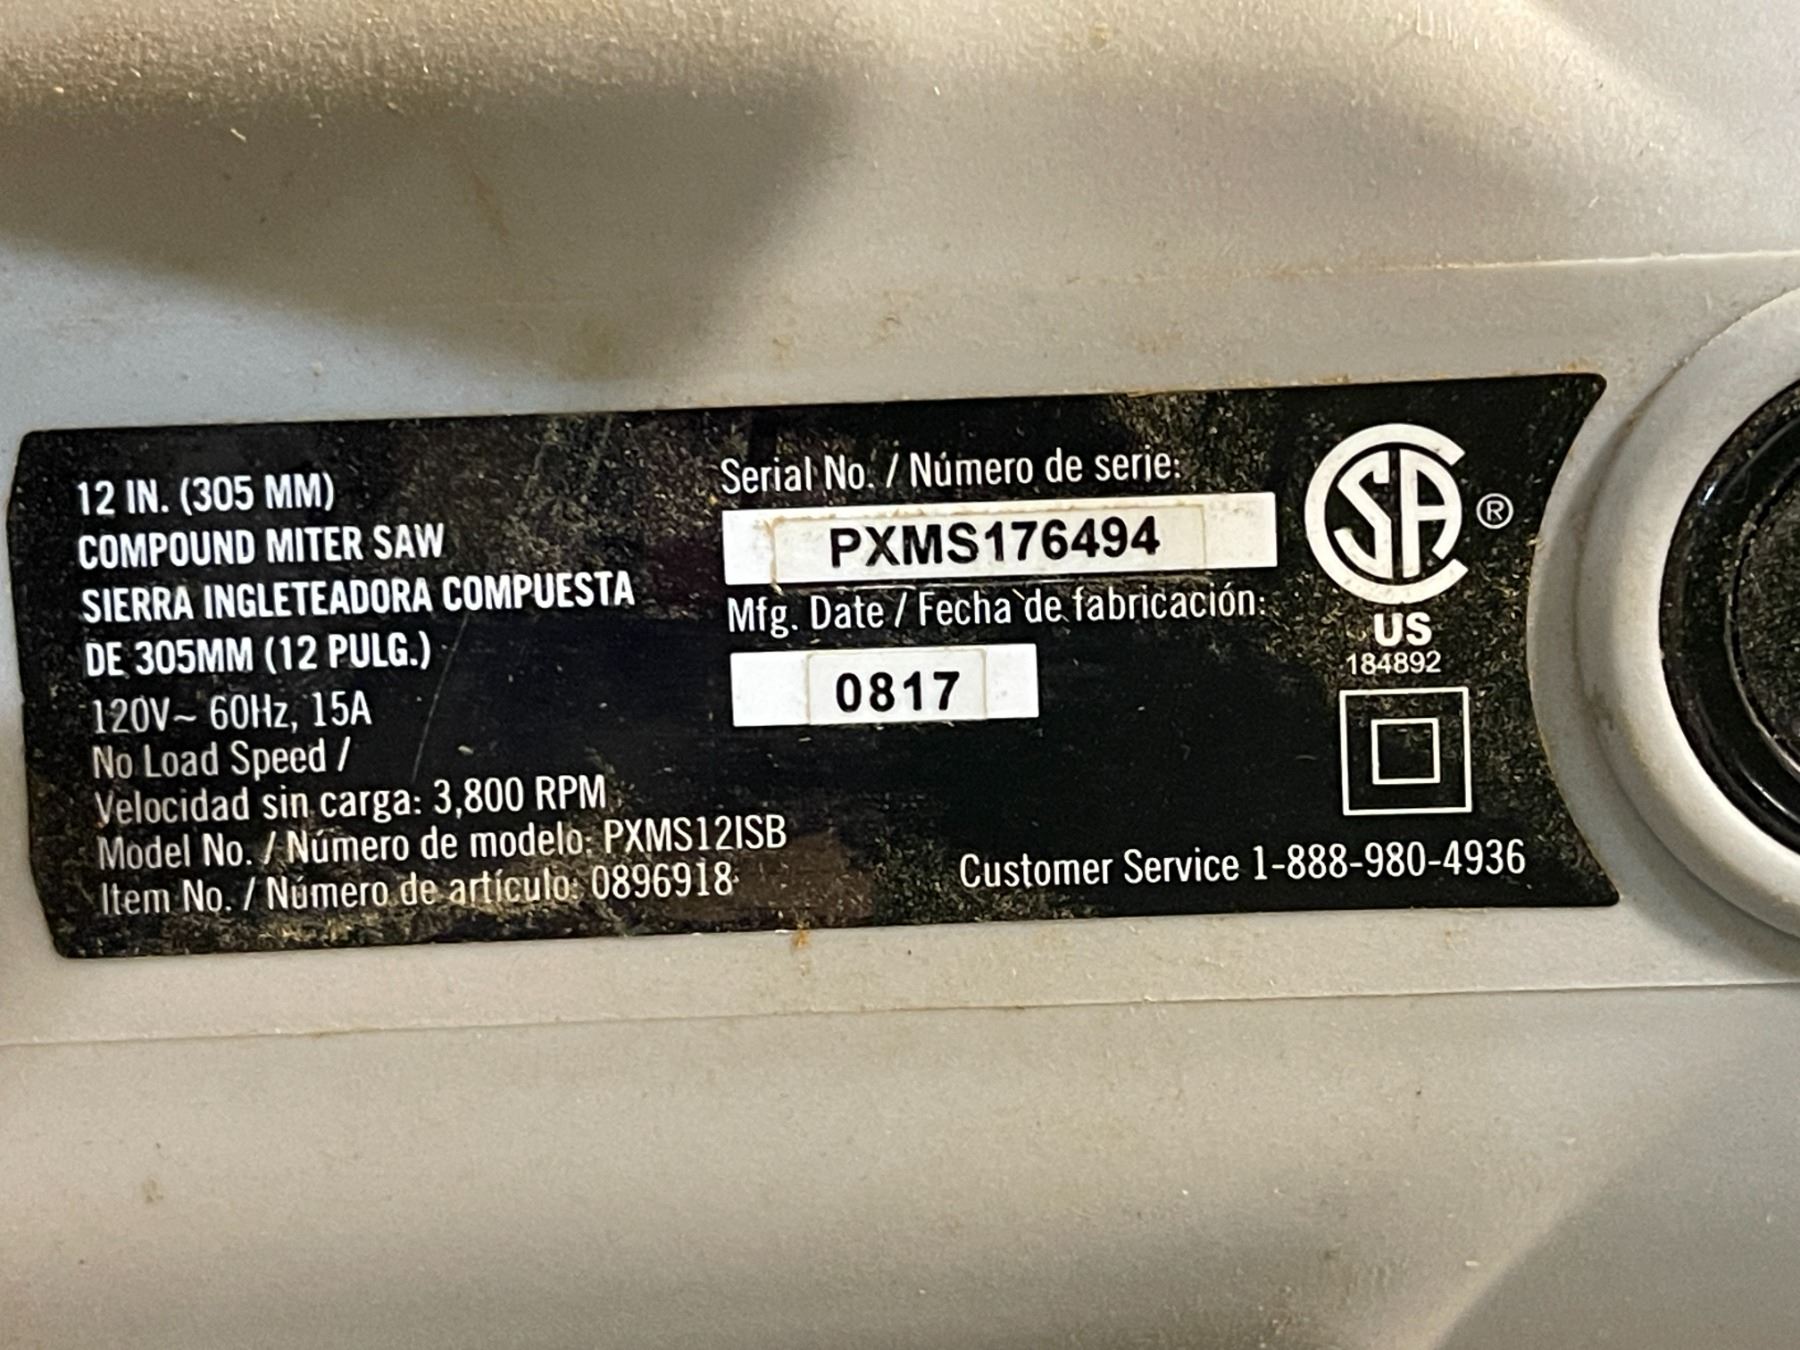 12 IN. (305 MM)
COMPOUND MITER SAW
SIERRA INGLETEADORA COMPUESTA
DE 305MM (12 PULG.)
120V~ 60Hz, 15A
No Load Speed /
Velocidad sin carga: 3,800 RPM
Model No. / Número de modelo: PXMS12ISB
Item No. / Número de artículo: 0896918
Serial No. / Número de serie:
PXMS176494
Mfg. Date / Fecha de fabricación:
0817
SA ®
US
184892
Customer Service 1-888-980-4936